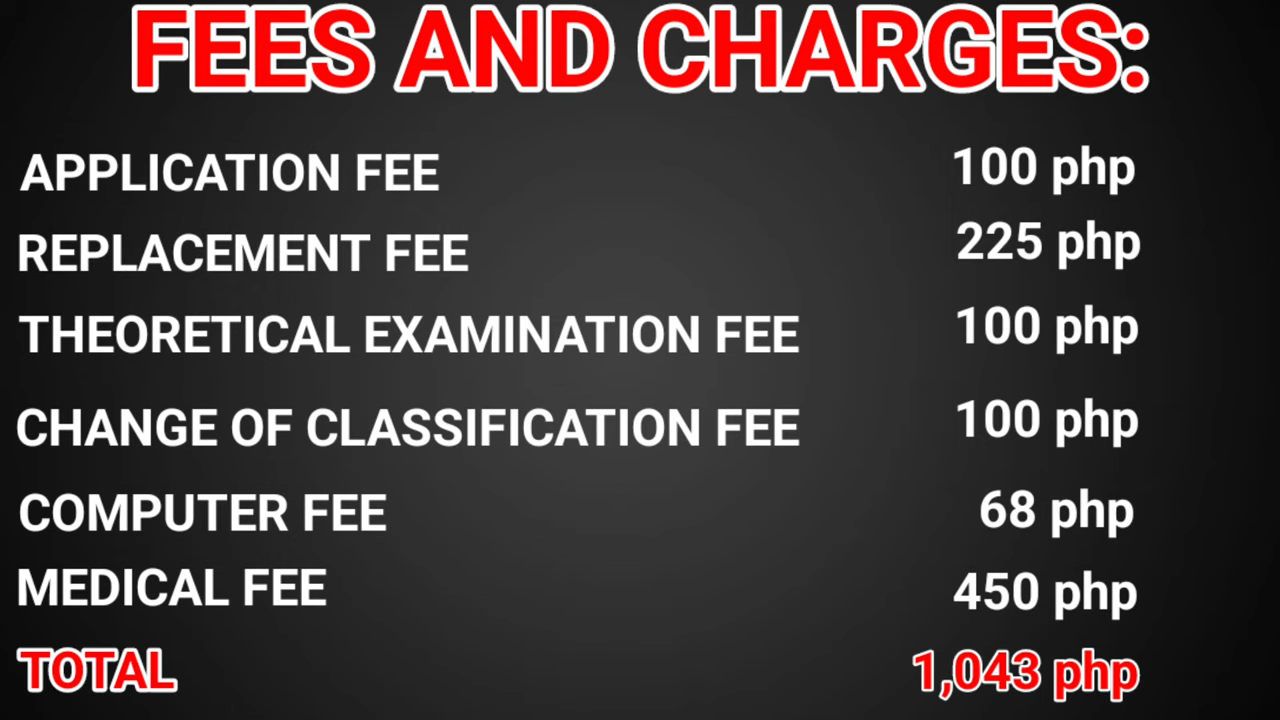 FEES AND CHARGES:
APPLICATION FEE 100 php
REPLACEMENT FEE 225 php
THEORETICAL EXAMINATION FEE 100 php
CHANGE OF CLASSIFICATION FEE 100 php
COMPUTER FEE 68 php
MEDICAL FEE 450 php
TOTAL 1,043 php